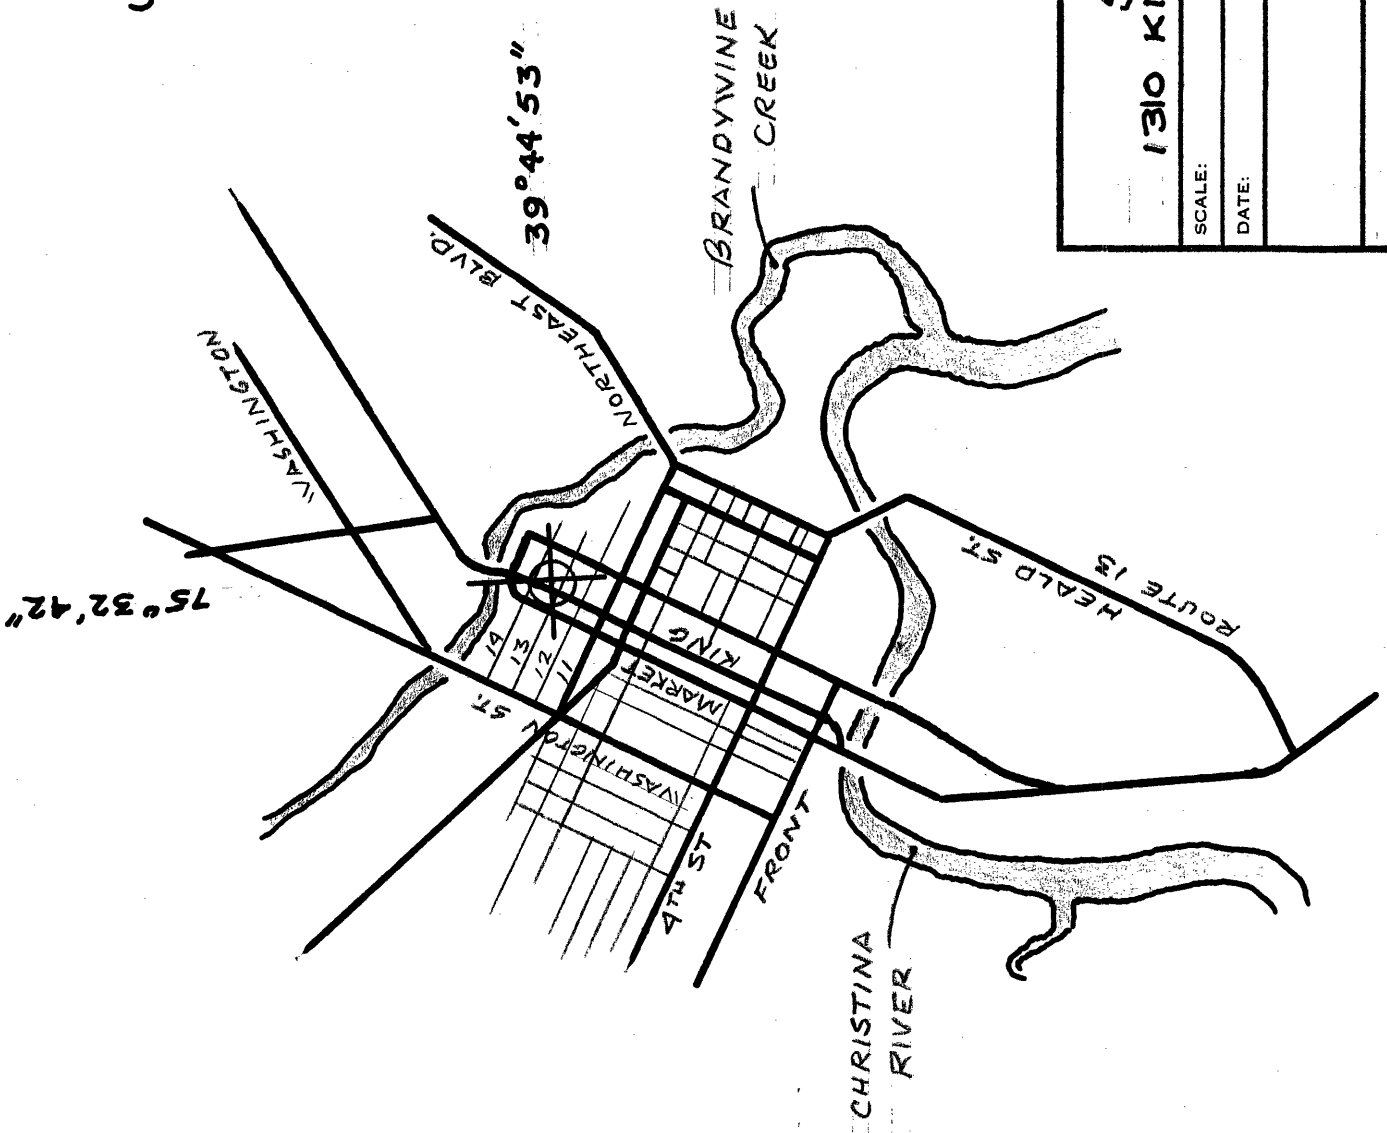 39°44'53"
BRANDYWINE
CREEK
NORTHEAST BLVD.
WASHINGTON
75°32'42"
14
13
12
11
WASHINGTON ST.
MARKET
KING
4TH ST
FRONT
HEALD ST.
ROUTE 13
CHRISTINA
RIVER
1310 KI
SCALE:
DATE: